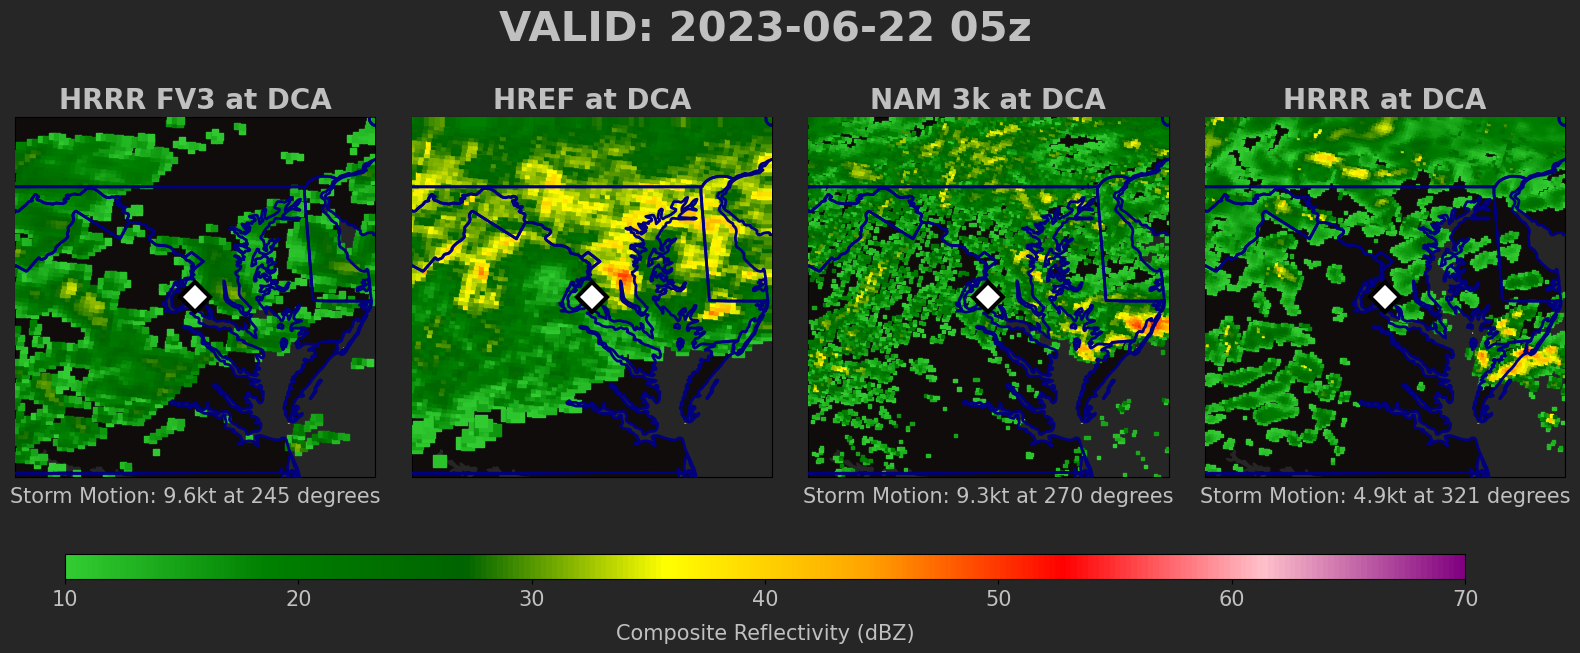 VALID: 2023-06-22 05z
HRRR FV3 at DCA
HREF at DCA
NAM 3k at DCA
HRRR at DCA
Storm Motion: 9.6kt at 245 degrees
Storm Motion: 9.3kt at 270 degrees
Storm Motion: 4.9kt at 321 degrees
10 20 30 40 50 60 70
Composite Reflectivity (dBZ)